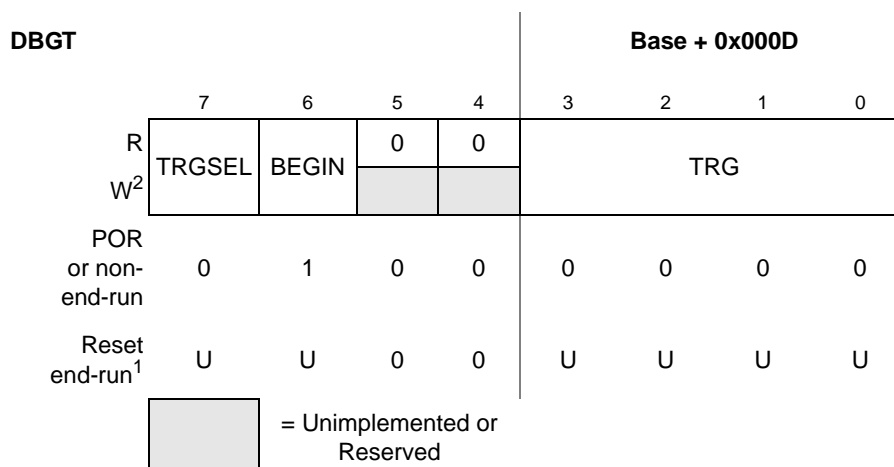 DBGT Base + 0x000D
7 6 5 4 3 2 1 0
R 0 0
TRGSEL BEGIN TRG
W2
POR
or non- 0 1 0 0 0 0 0 0
end-run
Reset
end-run1 U U 0 0 U U U U
= Unimplemented or
Reserved